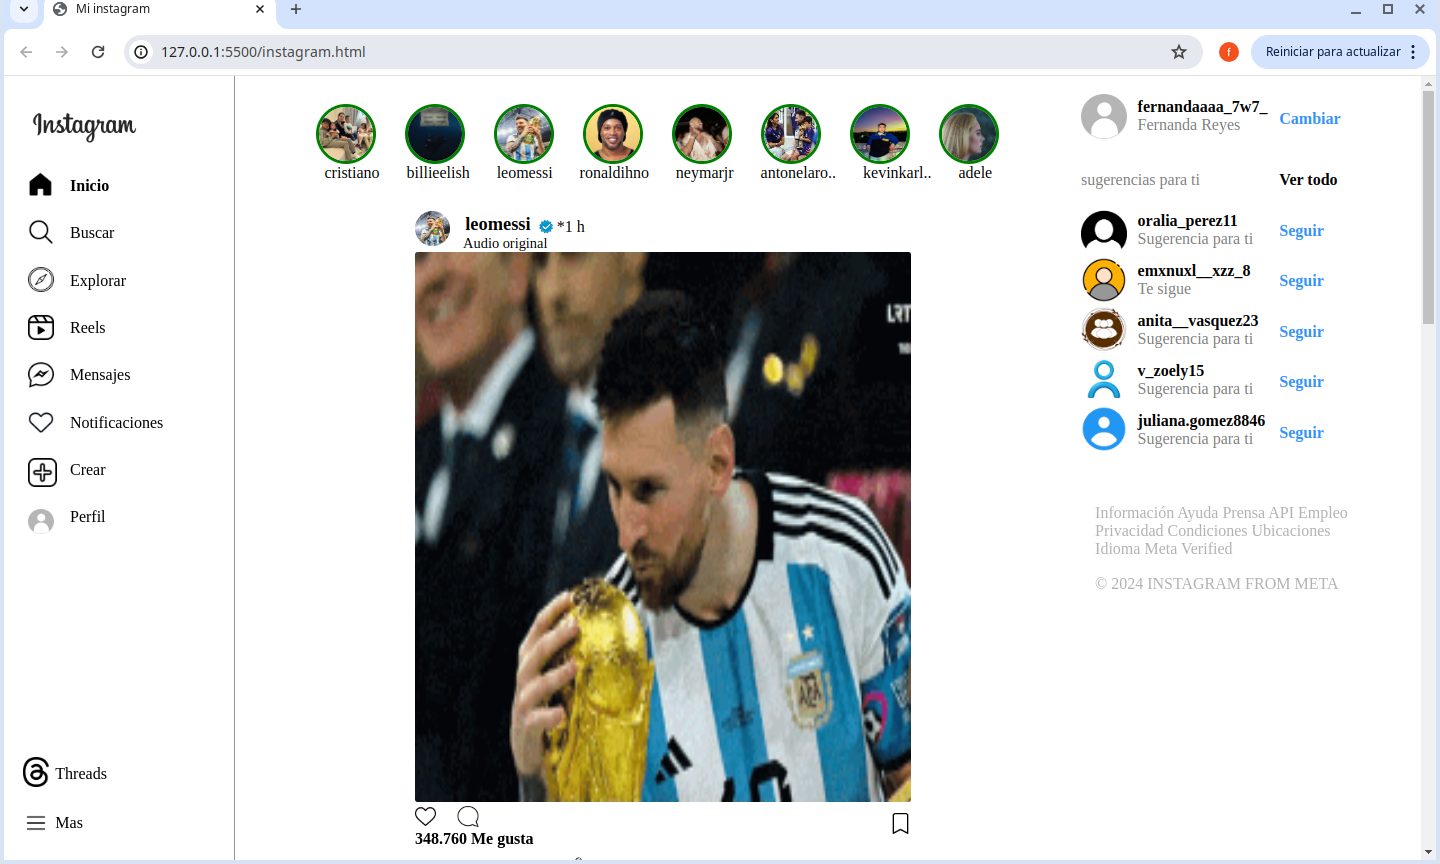 Mi instagram
127.0.0.1:5500/instagram.html
f
Reiniciar para actualizar
Instagram
Inicio
Buscar
Explorar
Reels
Mensajes
Notificaciones
Crear
Perfil
Threads
Mas
cristiano billieelish leomessi ronaldihno neymarjr antonelaro.. kevinkarl.. adele
leomessi *1 h
Audio original
LRT
348.760 Me gusta
fernandaaaa_7w7_
Fernanda Reyes
Cambiar
sugerencias para ti Ver todo
oralia_perez11
Sugerencia para ti
Seguir
emxnuxl__xzz_8
Te sigue
Seguir
anita__vasquez23
Sugerencia para ti
Seguir
v_zoely15
Sugerencia para ti
Seguir
juliana.gomez8846
Sugerencia para ti
Seguir
Información Ayuda Prensa API Empleo
Privacidad Condiciones Ubicaciones
Idioma Meta Verified
© 2024 INSTAGRAM FROM META